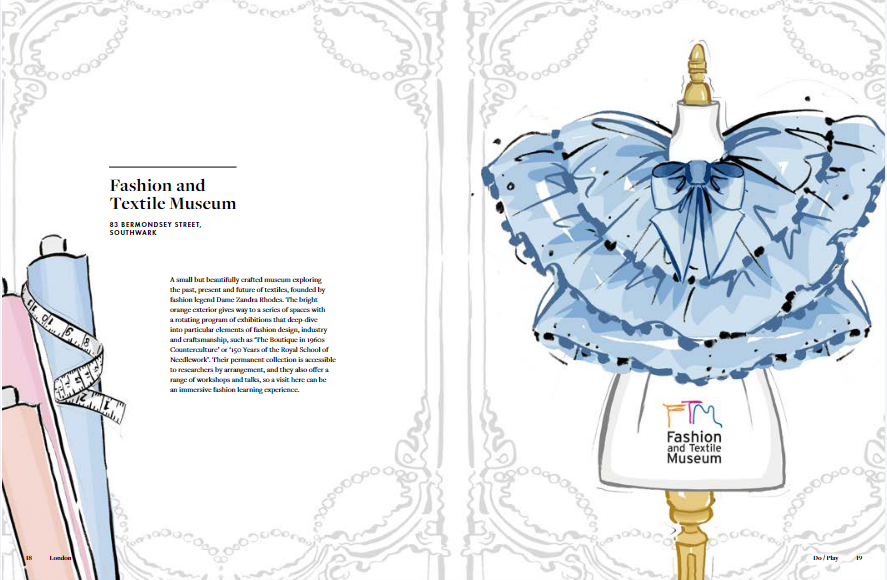 Fashion and
Textile Museum
83 BERMONDSEY STREET,
SOUTHWARK
A small but beautifully crafted museum exploring
the past, present and future of textiles, founded by
fashion legend Dame Zandra Rhodes. The bright
orange exterior gives way to a series of spaces with
a rotating program of exhibitions that deep-dive
into particular elements of fashion design, industry
and craftsmanship, such as 'The Boutique in 1960s
Counterculture' or '150 Years of the Royal School of
Needlework'. Their permanent collection is accessible
to researchers by arrangement, and they also offer a
range of workshops and talks, so a visit here can be
an immersive fashion learning experience.
18 London
FTM
Fashion
and Textile
Museum
Do / Play 19